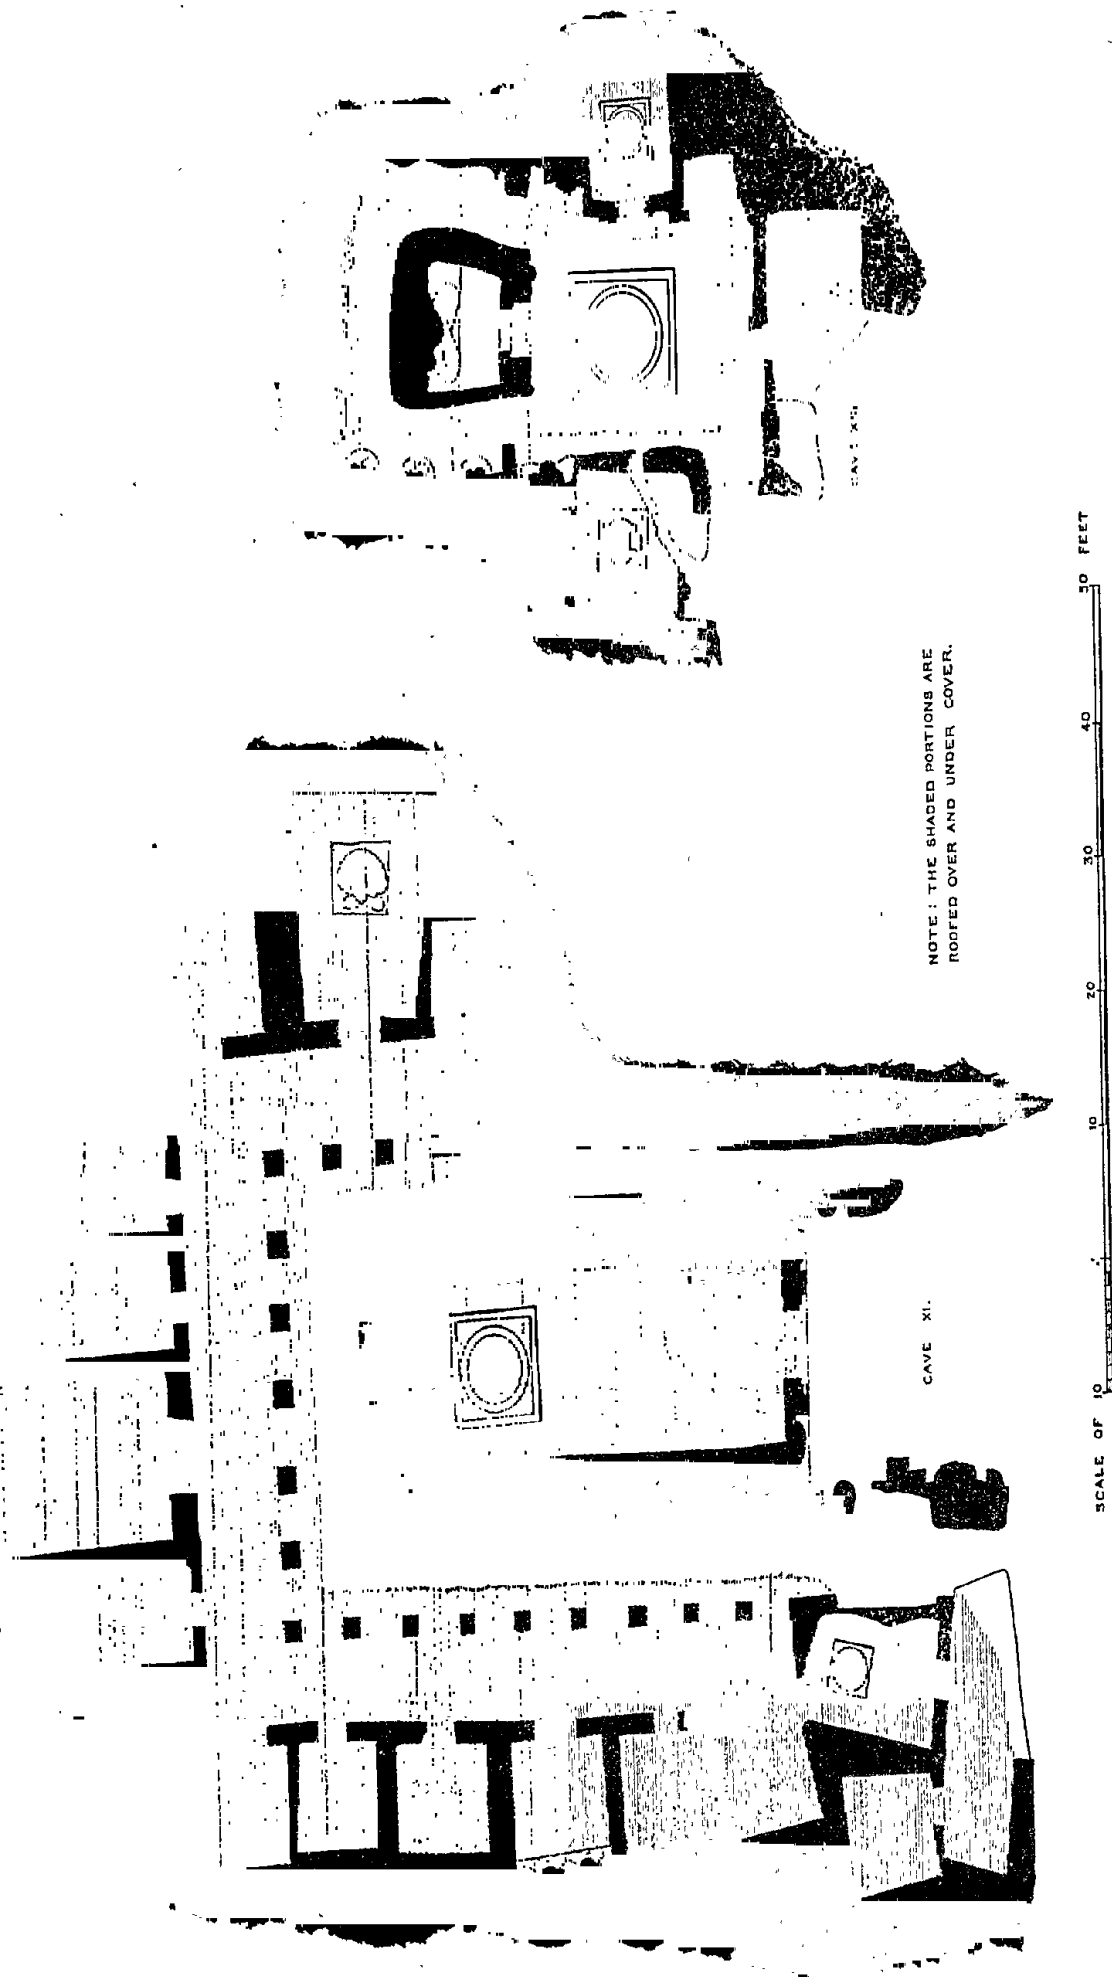 NOTE : THE SHADED PORTIONS ARE
ROOFED OVER AND UNDER COVER.
CAVE XI.
SCALE OF 10 10 20 30 40 50 FEET